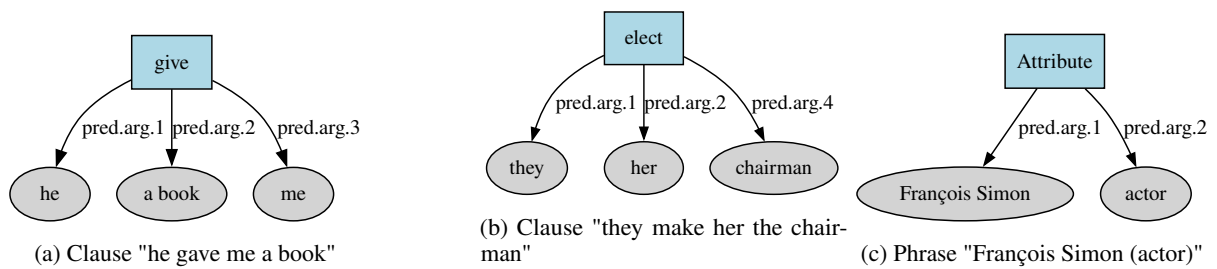 give
pred.arg.1 pred.arg.2 pred.arg.3
he a book me
(a) Clause "he gave me a book"
elect
pred.arg.1 pred.arg.2 pred.arg.4
they her chairman
(b) Clause "they make her the chair-
man"
Attribute
pred.arg.1 pred.arg.2
François Simon actor
(c) Phrase "François Simon (actor)"